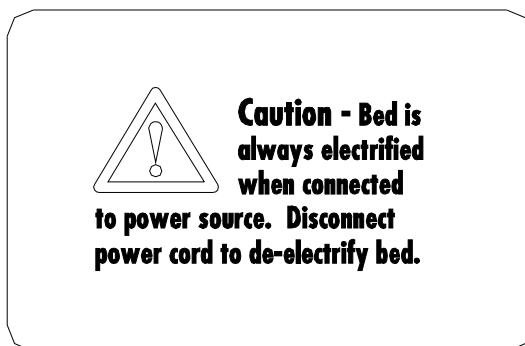 Caution - Bed is
always electrified
when connected
to power source.  Disconnect
power cord to de-electrify bed.